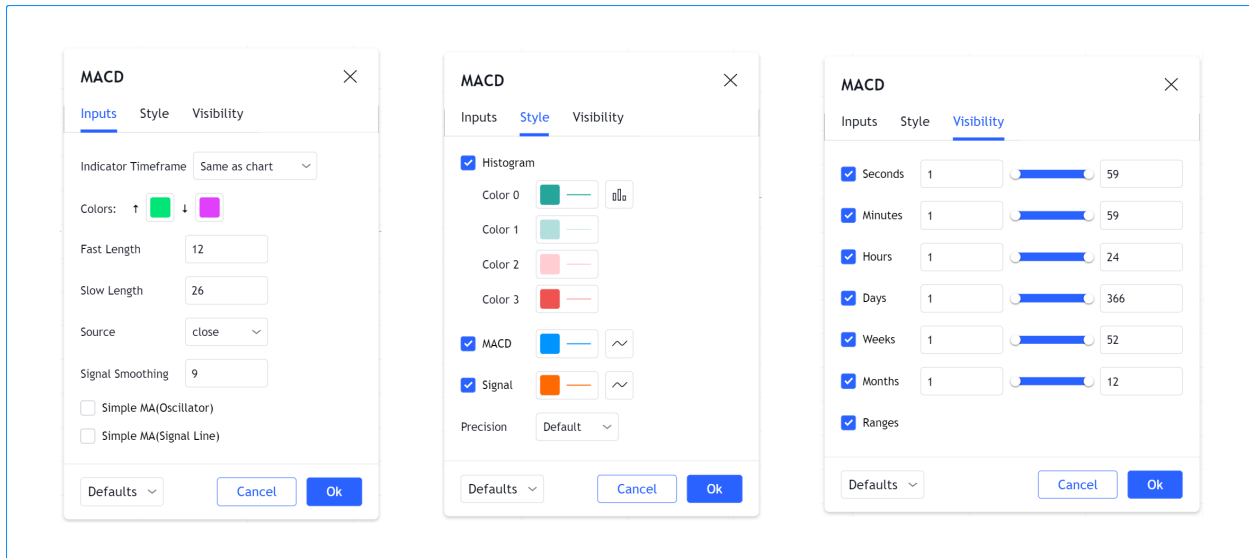 MACD
Inputs Style Visibility
Indicator Timeframe Same as chart
Colors: ↑ ↓
Fast Length 12
Slow Length 26
Source close
Signal Smoothing 9
Simple MA(Oscillator)
Simple MA(Signal Line)
Defaults Cancel Ok
MACD
Inputs Style Visibility
Histogram
Color 0
Color 1
Color 2
Color 3
MACD
Signal
Precision Default
Defaults Cancel Ok
MACD
Inputs Style Visibility
Seconds 1 59
Minutes 1 59
Hours 1 24
Days 1 366
Weeks 1 52
Months 1 12
Ranges
Defaults Cancel Ok